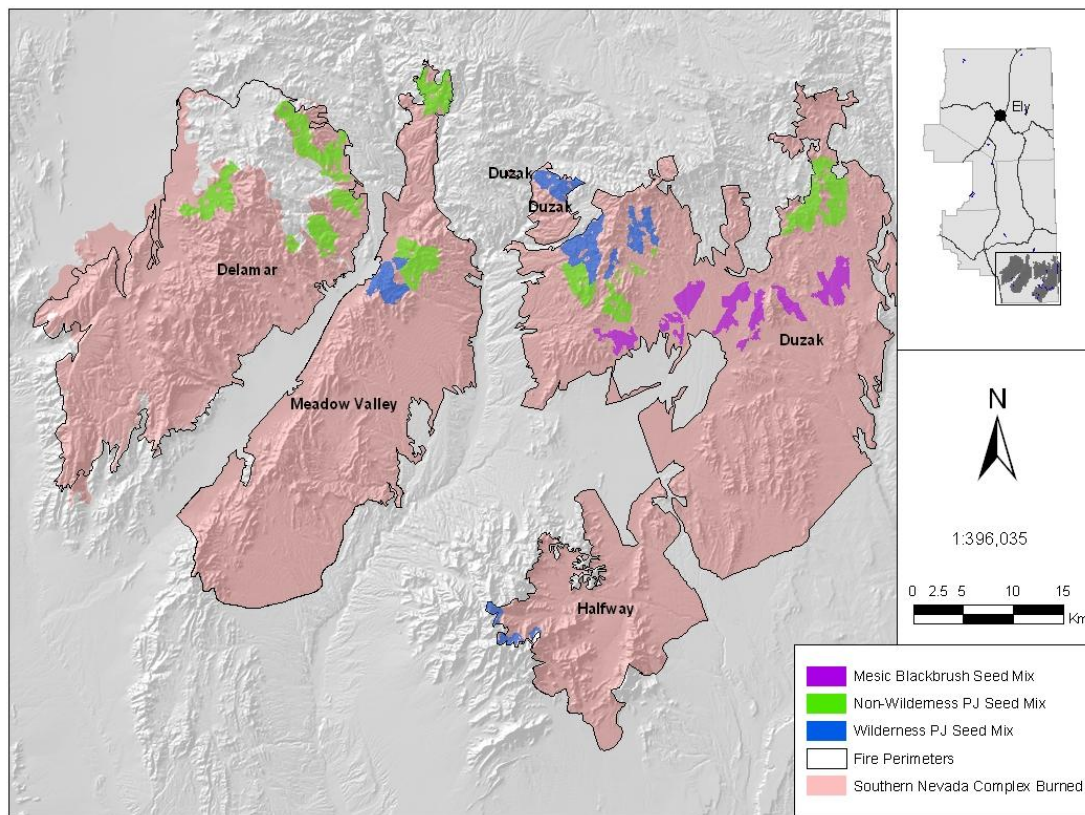 Duzak
Duzak
Delamar
Duzak
Meadow Valley
Halfway
Ely
N
1:396,035
0 2.5 5 10 15
Km
Mesic Blackbrush Seed Mix
Non-Wilderness PJ Seed Mix
Wilderness PJ Seed Mix
Fire Perimeters
Southern Nevada Complex Burned